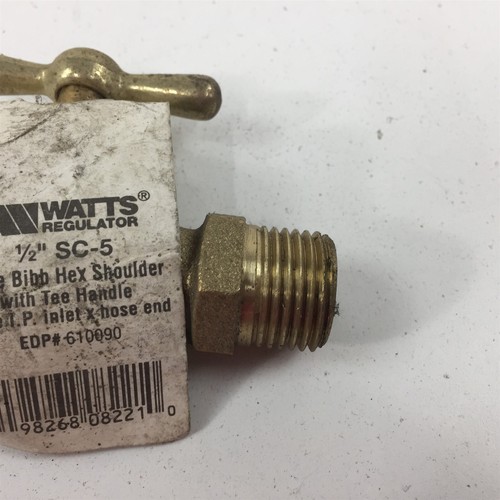 WATTS®
REGULATOR
½" SC-5
Bibb Hex Shoulder
with Tee Handle
T.P. inlet x hose end
EDP# 610090
98268 08221 0